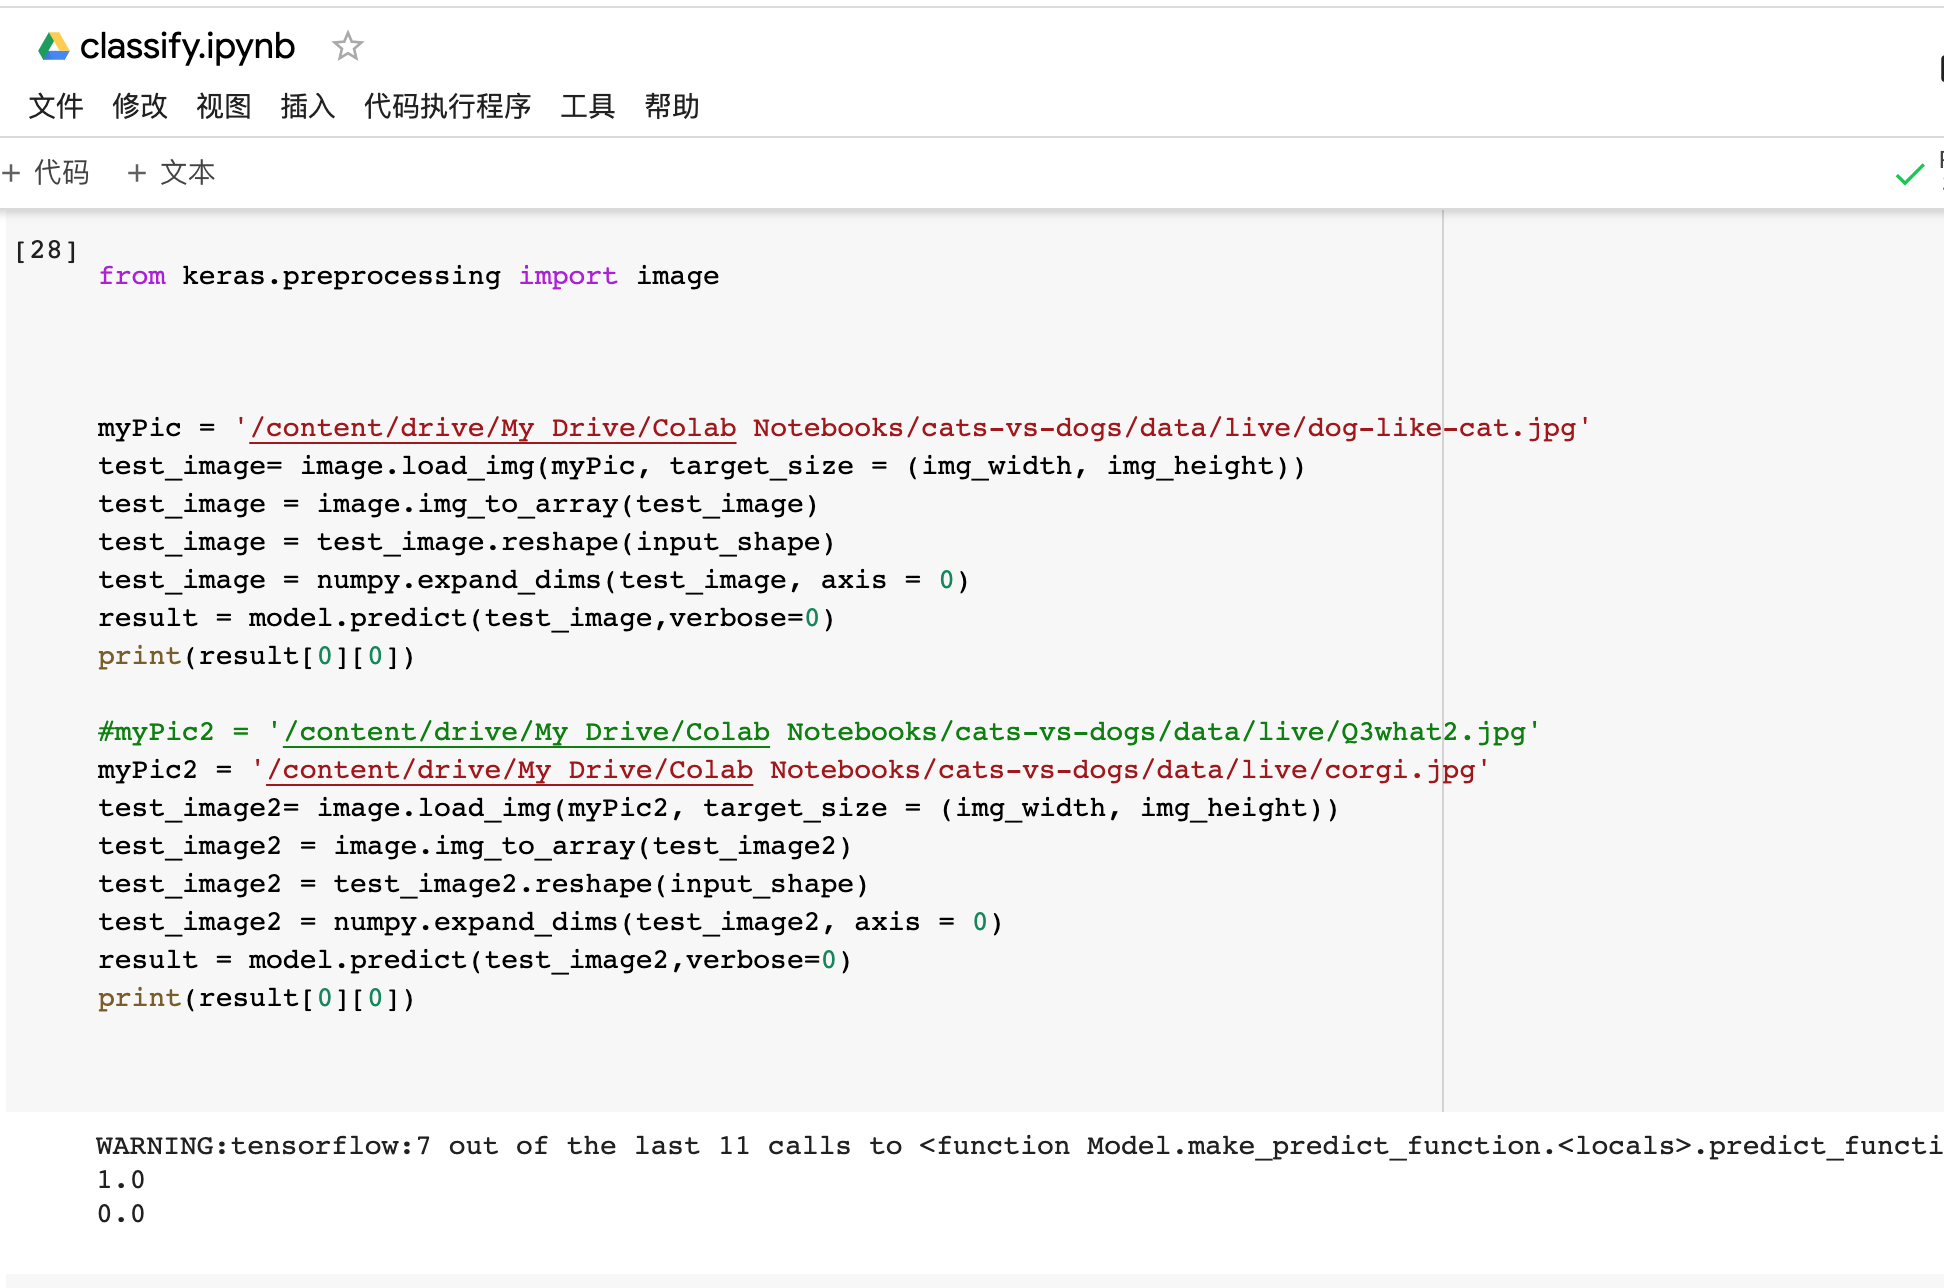 classify.ipynb
文件 修改 视图 插入 代码执行程序 工具 帮助
+ 代码 + 文本
[28]
from keras.preprocessing import image
myPic = '/content/drive/My Drive/Colab Notebooks/cats-vs-dogs/data/live/dog-like-cat.jpg'
test_image= image.load_img(myPic, target_size = (img_width, img_height))
test_image = image.img_to_array(test_image)
test_image = test_image.reshape(input_shape)
test_image = numpy.expand_dims(test_image, axis = 0)
result = model.predict(test_image,verbose=0)
print(result[0][0])
#myPic2 = '/content/drive/My Drive/Colab Notebooks/cats-vs-dogs/data/live/Q3what2.jpg'
myPic2 = '/content/drive/My Drive/Colab Notebooks/cats-vs-dogs/data/live/corgi.jpg'
test_image2= image.load_img(myPic2, target_size = (img_width, img_height))
test_image2 = image.img_to_array(test_image2)
test_image2 = test_image2.reshape(input_shape)
test_image2 = numpy.expand_dims(test_image2, axis = 0)
result = model.predict(test_image2,verbose=0)
print(result[0][0])
WARNING:tensorflow:7 out of the last 11 calls to <function Model.make_predict_function.<locals>.predict_functi
1.0
0.0